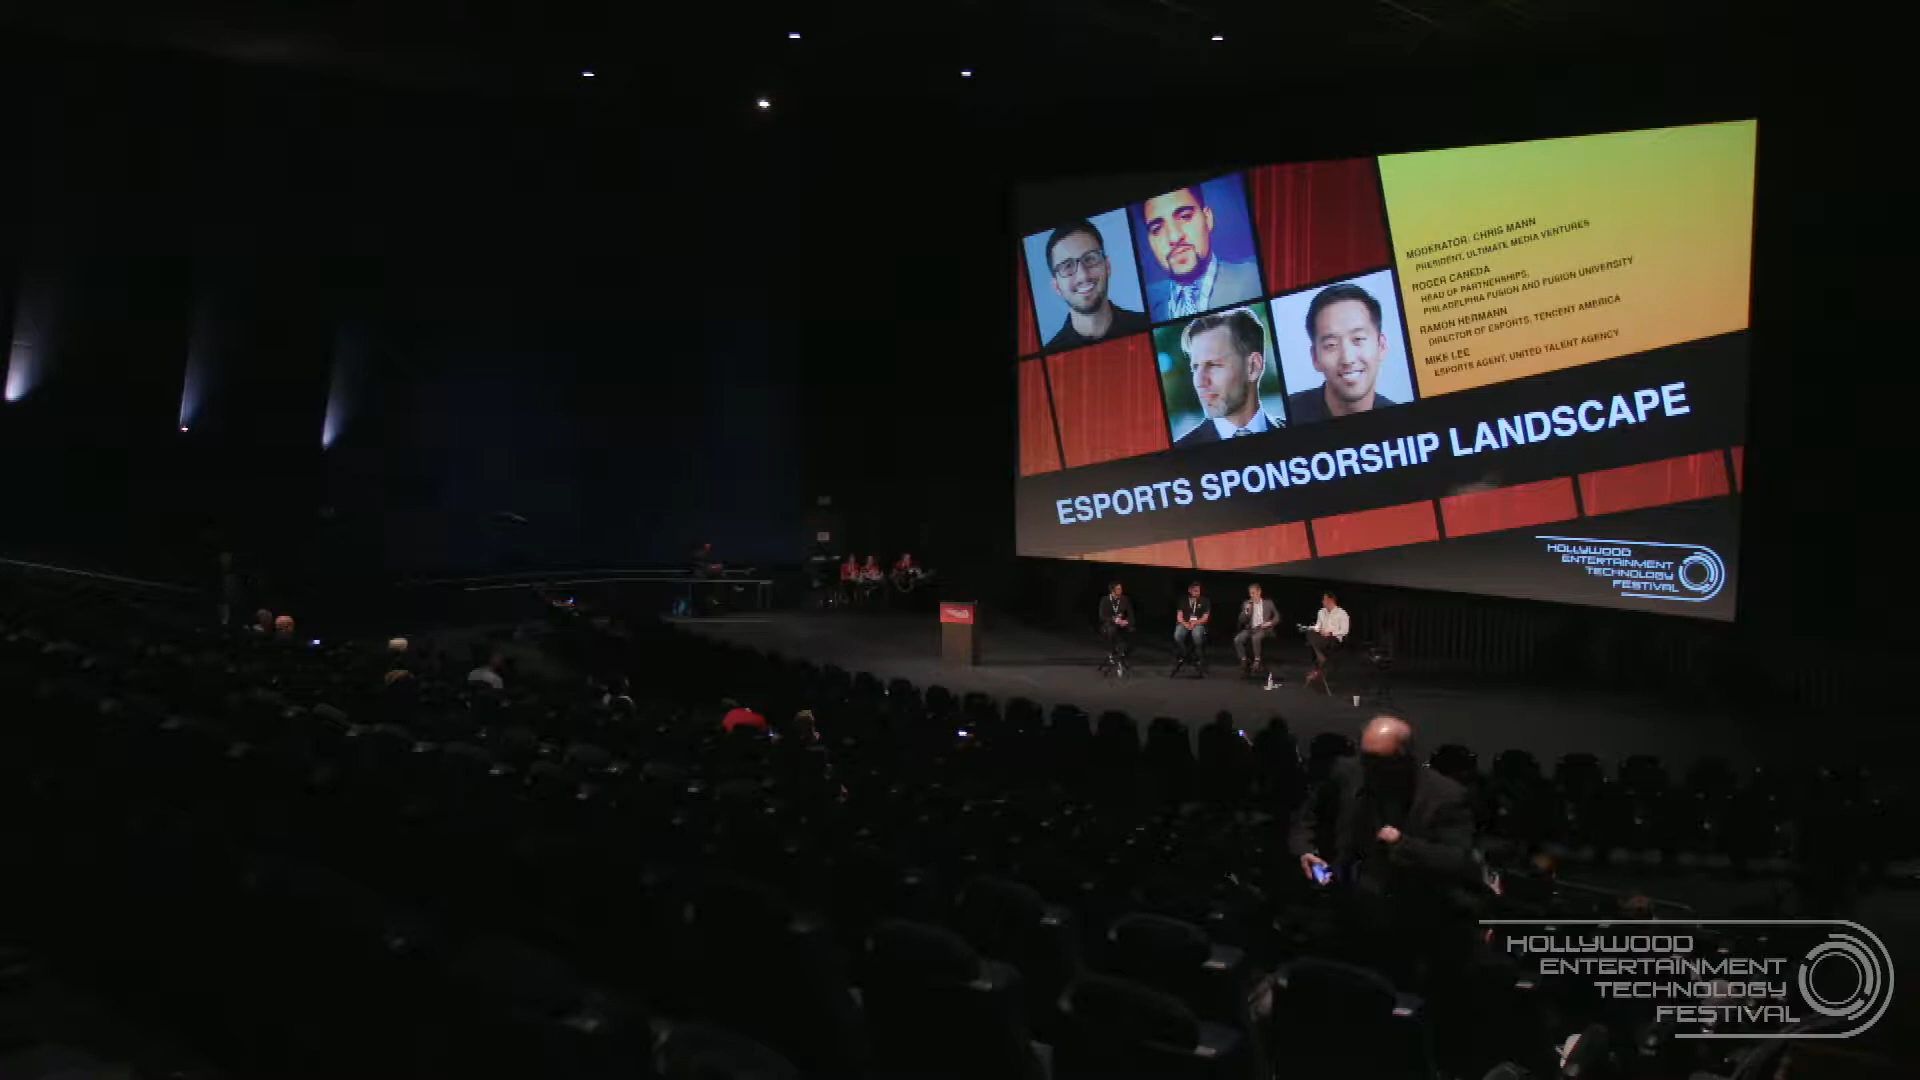 MODERATOR: CHRIS MANN
PRESIDENT, ULTIMATE MEDIA VENTURES
ROGER CANEDA
HEAD OF PARTNERSHIPS,
PHILADELPHIA FUSION AND FUSION UNIVERSITY
RAMON HERMANN
DIRECTOR OF ESPORTS, TENCENT AMERICA
MIKE LEE
ESPORTS AGENT, UNITED TALENT AGENCY
ESPORTS SPONSORSHIP LANDSCAPE
HOLLYWOOD
ENTERTAINMENT
TECHNOLOGY
FESTIVAL
HOLLYWOOD
ENTERTAINMENT
TECHNOLOGY
FESTIVAL